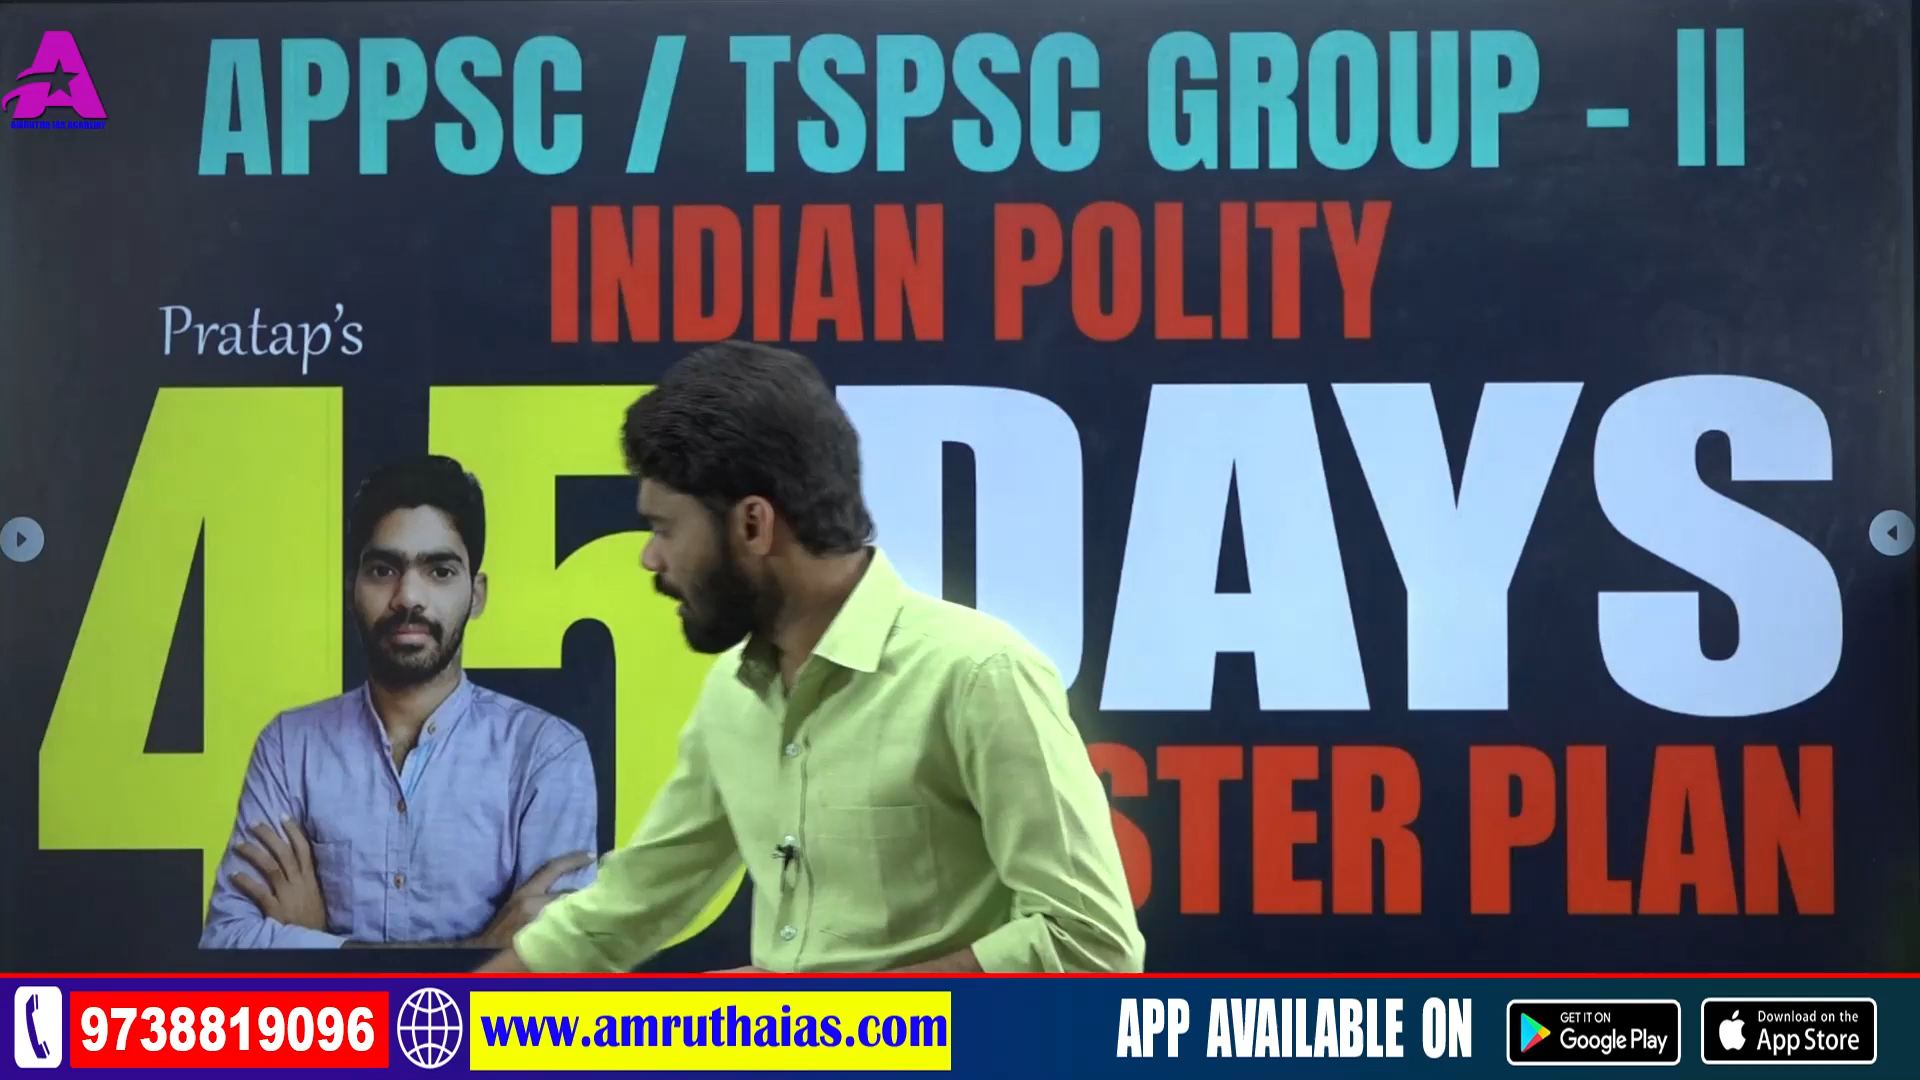 APPSC / TSPSC GROUP - II
INDIAN POLITY
Pratap's
45 DAYS
STER PLAN
9738819096
www.amruthaias.com
APP AVAILABLE ON
GET IT ON
Google Play
Download on the
App Store